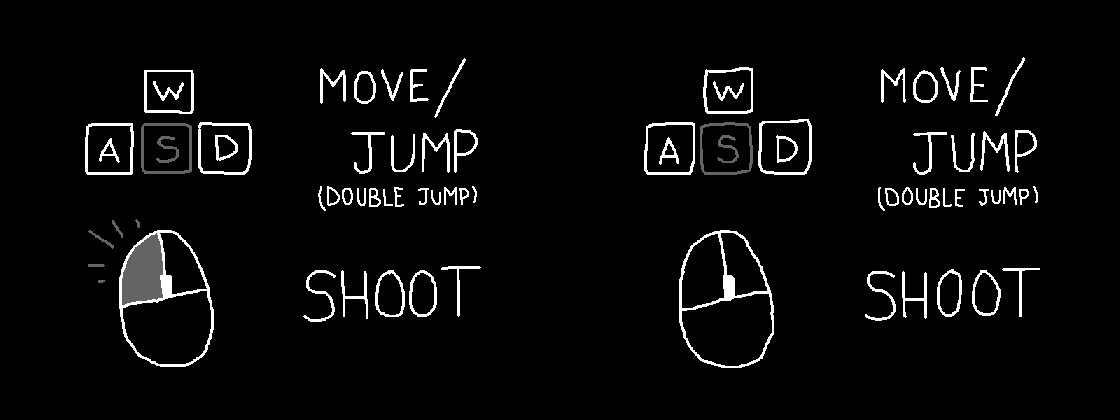 W
MOVE/
A S D
JUMP
(DOUBLE JUMP)
SHOOT
W
MOVE/
A S D
JUMP
(DOUBLE JUMP)
SHOOT